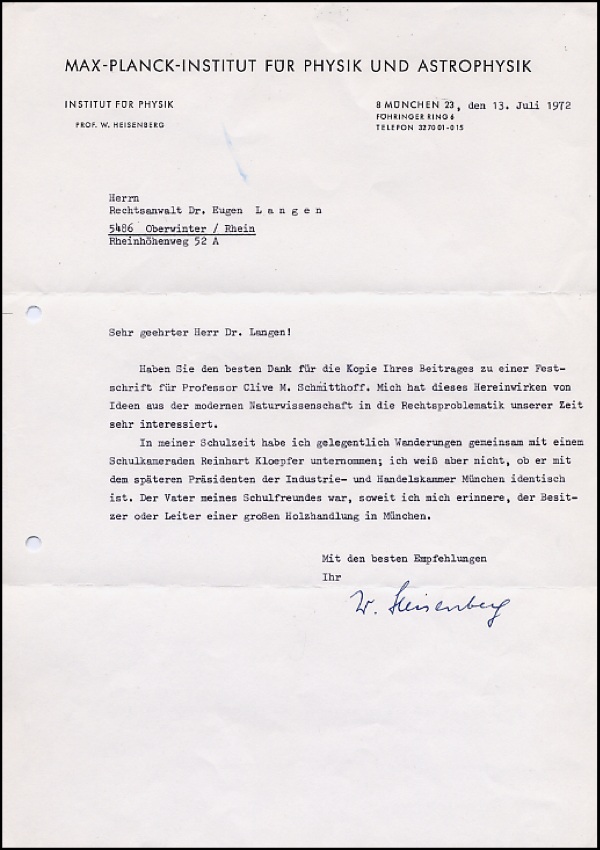 MAX-PLANCK-INSTITUT FÜR PHYSIK UND ASTROPHYSIK
INSTITUT FÜR PHYSIK
PROF. W. HEISENBERG
8 MÜNCHEN 23, den 13. Juli 1972
FÖHRINGER RING 6
TELEFON 327001-015
Herrn
Rechtsanwalt Dr. Eugen L a n g e n
5486 Oberwinter / Rhein
Rheinhöhenweg 52 A
Sehr geehrter Herr Dr. Langen!
Haben Sie den besten Dank für die Kopie Ihres Beitrages zu einer Fest-
schrift für Professor Clive M. Schmitthoff. Mich hat dieses Hereinwirken von
Ideen aus der modernen Naturwissenschaft in die Rechtsproblematik unserer Zeit
sehr interessiert.
In meiner Schulzeit habe ich gelegentlich Wanderungen gemeinsam mit einem
Schulkameraden Reinhart Kloepfer unternommen; ich weiß aber nicht, ob er mit
dem späteren Präsidenten der Industrie- und Handelskammer München identisch
ist. Der Vater meines Schulfreundes war, soweit ich mich erinnere, der Besit-
zer oder Leiter einer großen Holzhandlung in München.
Mit den besten Empfehlungen
Ihr
W. Heisenberg